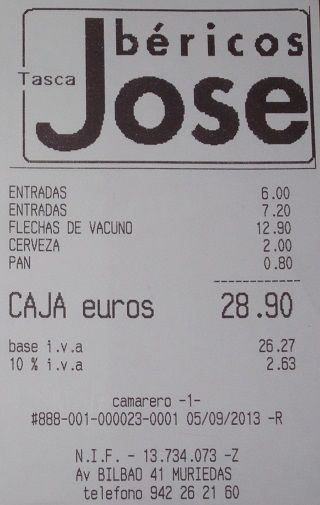 Ibéricos
Tasca
Jose
ENTRADAS 6.00
ENTRADAS 7.20
FLECHAS DE VACUNO 12.90
CERVEZA 2.00
PAN 0.80
------------
CAJA euros 28.90
base i.v.a 26.27
10 % i.v.a 2.63
camarero -1-
#888-001-000023-0001 05/09/2013 -R
N.I.F. - 13.734.073 -Z
Av BILBAO 41 MURIEDAS
telefono 942 26 21 60